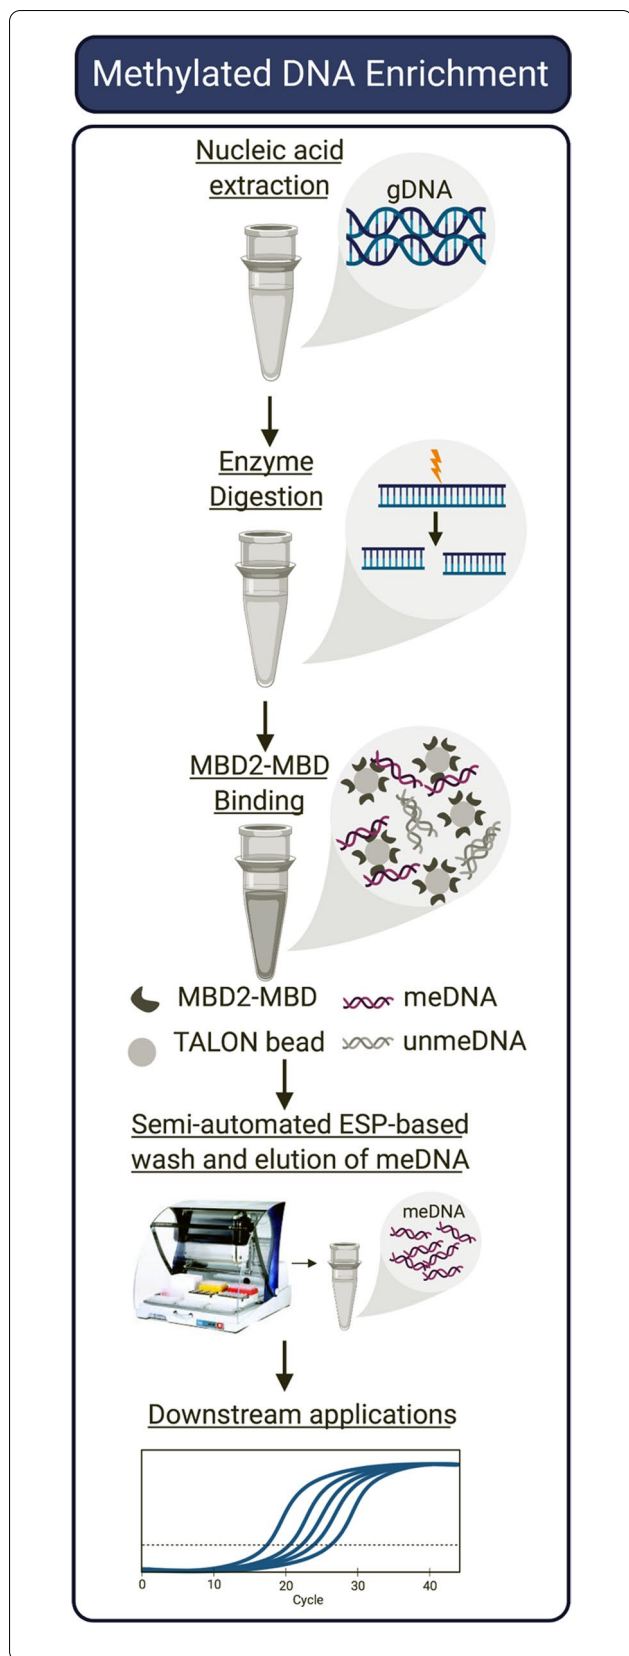 Methylated DNA Enrichment
Nucleic acid
extraction
gDNA
Enzyme
Digestion
MBD2-MBD
Binding
MBD2-MBD
meDNA
TALON bead
unmeDNA
Semi-automated ESP-based
wash and elution of meDNA
meDNA
Downstream applications
0 10 20 30 40
Cycle